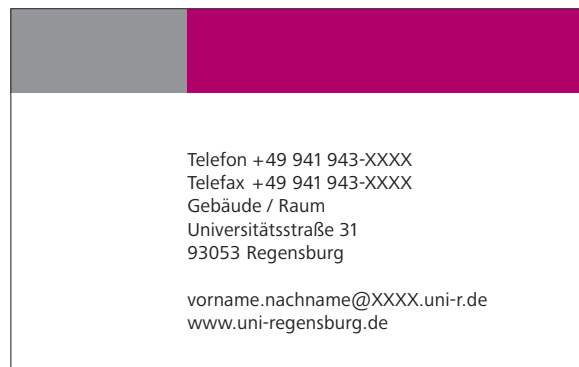 Telefon +49 941 943-XXXX
Telefax +49 941 943-XXXX
Gebäude / Raum
Universitätsstraße 31
93053 Regensburg
vorname.nachname@XXXX.uni-r.de
www.uni-regensburg.de